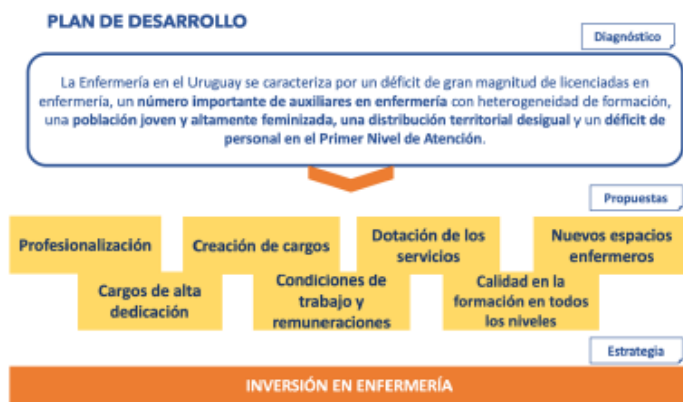 PLAN DE DESARROLLO
Diagnóstico
La Enfermería en el Uruguay se caracteriza por un déficit de gran magnitud de licenciadas en
enfermería, un número importante de auxiliares en enfermería con heterogeneidad de formación,
una población joven y altamente feminizada, una distribución territorial desigual y un déficit de
personal en el Primer Nivel de Atención.
Propuestas
Profesionalización
Creación de cargos
Dotación de los
servicios
Nuevos espacios
enfermeros
Cargos de alta
dedicación
Condiciones de
trabajo y
remuneraciones
Calidad en la
formación en todos
los niveles
Estrategia
INVERSIÓN EN ENFERMERÍA